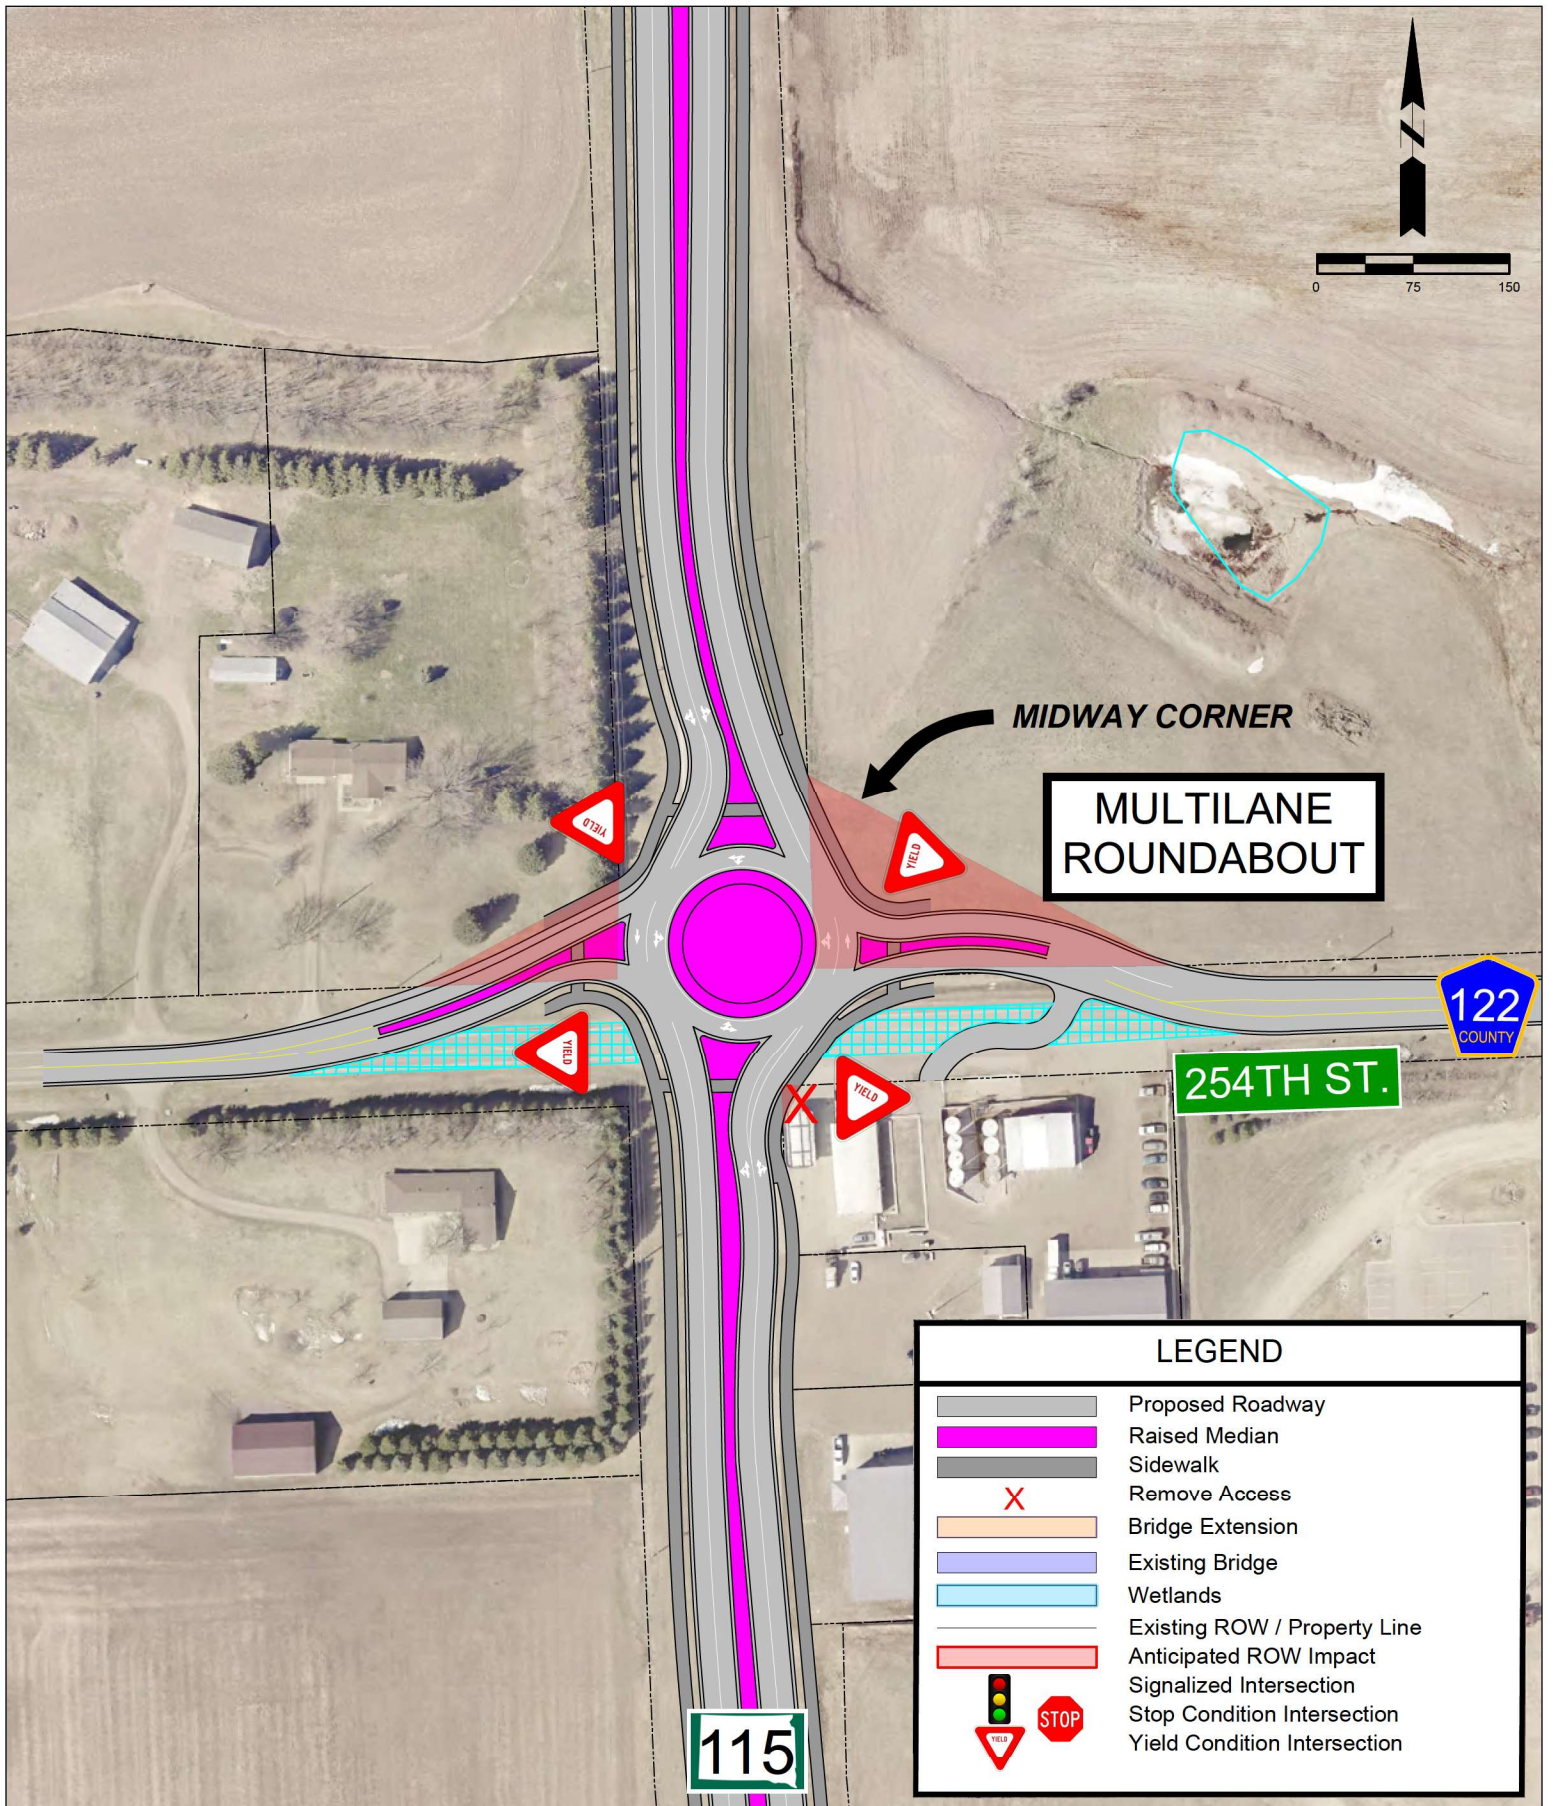 0 75 150
MIDWAY CORNER
MULTILANE
ROUNDABOUT
YIELD
YIELD
YIELD
YIELD
122
COUNTY
254TH ST.
115
LEGEND
Proposed Roadway
Raised Median
Sidewalk
X Remove Access
Bridge Extension
Existing Bridge
Wetlands
Existing ROW / Property Line
Anticipated ROW Impact
Signalized Intersection
STOP Stop Condition Intersection
YIELD Yield Condition Intersection